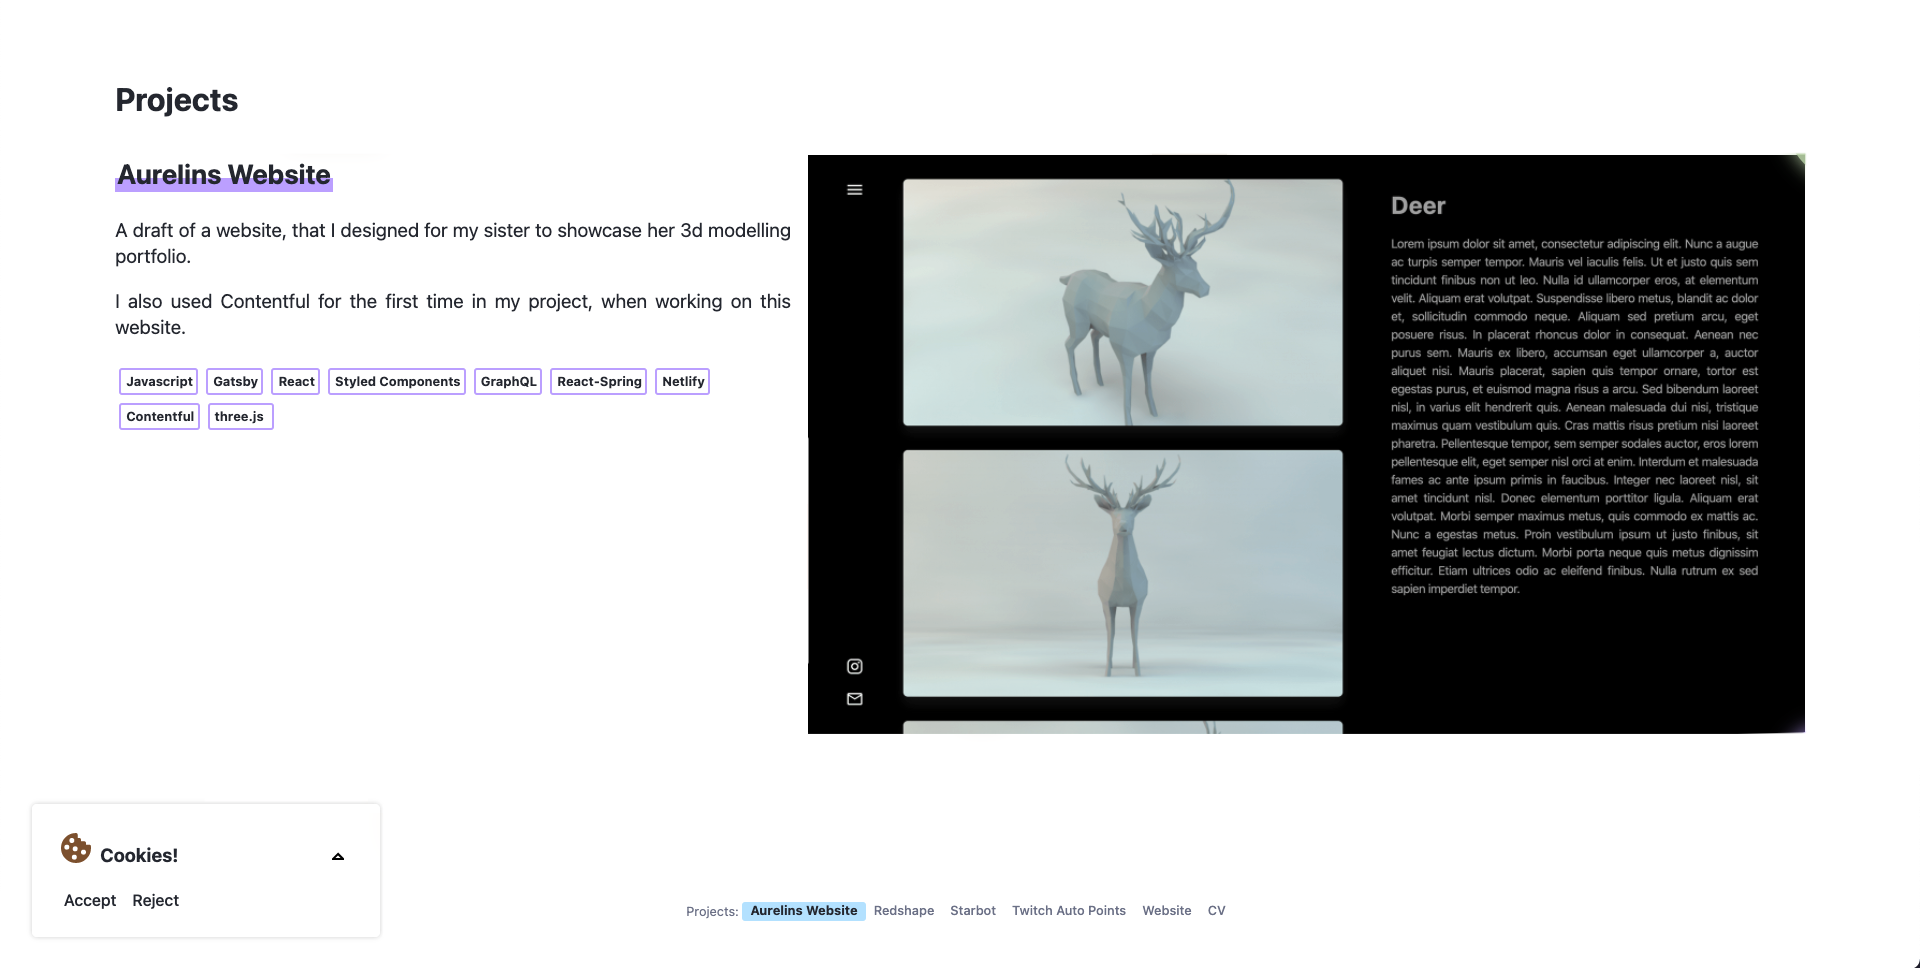 Projects
Aurelins Website
A draft of a website, that I designed for my sister to showcase her 3d modelling
portfolio.
I also used Contentful for the first time in my project, when working on this
website.
Javascript Gatsby React Styled Components GraphQL React-Spring Netlify
Contentful three.js
Deer
Lorem ipsum dolor sit amet, consectetur adipiscing elit. Nunc a augue
ac turpis semper tempor. Mauris vel iaculis felis. Ut et justo quis sem
tincidunt finibus non ut leo. Nulla id ullamcorper eros, at elementum
velit. Aliquam erat volutpat. Suspendisse libero metus, blandit ac dolor
et, sollicitudin commodo neque. Aliquam sed pretium arcu, eget
posuere risus. In placerat rhoncus dolor in consequat. Aenean nec
purus sem. Mauris ex libero, accumsan eget ullamcorper a, auctor
aliquet nisi. Mauris placerat, sapien quis tempor ornare, tortor est
egestas purus, et euismod magna risus a arcu. Sed bibendum laoreet
nisl, in varius elit hendrerit quis. Aenean malesuada dui nisi, tristique
maximus quam vestibulum quis. Cras mattis risus pretium nisi laoreet
pharetra. Pellentesque tempor, sem semper sodales auctor, eros lorem
pellentesque elit, eget semper nisl orci at enim. Interdum et malesuada
fames ac ante ipsum primis in faucibus. Integer nec laoreet nisl, sit
amet tincidunt nisl. Donec elementum porttitor ligula. Aliquam erat
volutpat. Morbi semper maximus metus, quis commodo ex mattis ac.
Nunc a egestas metus. Proin vestibulum ipsum ut justo finibus, sit
amet feugiat lectus dictum. Morbi porta neque quis metus dignissim
efficitur. Etiam ultrices odio ac eleifend finibus. Nulla rutrum ex sed
sapien imperdiet tempor.
Cookies!
Accept Reject
Projects: Aurelins Website Redshape Starbot Twitch Auto Points Website CV